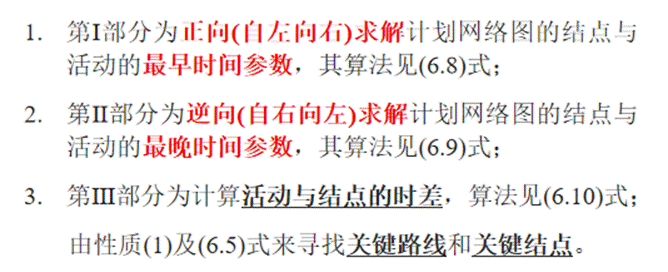 1. 第Ⅰ部分为正向(自左向右)求解计划网络图的结点与
活动的最早时间参数，其算法见(6.8)式；
2. 第Ⅱ部分为逆向(自右向左)求解计划网络图的结点与
活动的最晚时间参数，其算法见(6.9)式；
3. 第Ⅲ部分为计算活动与结点的时差，算法见(6.10)式；
由性质(1)及(6.5)式来寻找关键路线和关键结点。